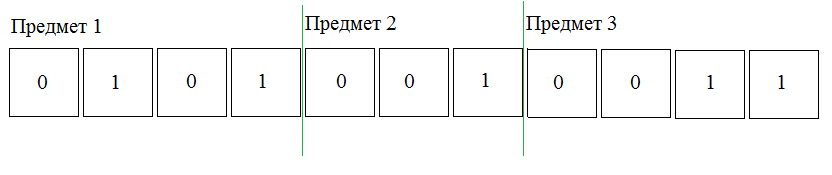 Предмет 1 Предмет 2 Предмет 3
0 1 0 1 0 0 1 0 0 1 1